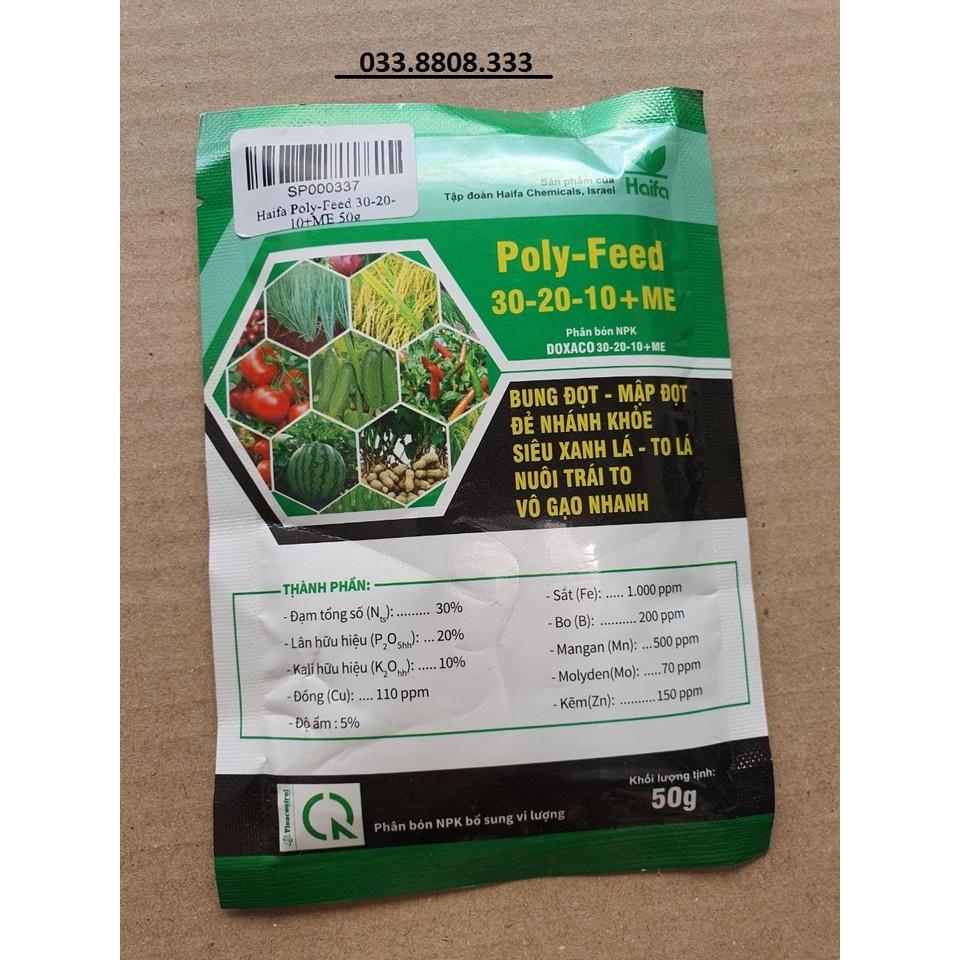 033.8808.333
SP000337
Haifa Poly-Feed 30-20-
10+ME 50g
Sản phẩm của
Tập đoàn Haifa Chemicals, Israel
Haifa
Poly-Feed
30-20-10+ME
Phân bón NPK
DOXACO 30-20-10+ME
BUNG ĐỌT - MẬP ĐỌT
ĐẺ NHÁNH KHỎE
SIÊU XANH LÁ - TO LÁ
NUÔI TRÁI TO
VÔ GẠO NHANH
THÀNH PHẦN:
- Đạm tổng số (Nts): ......... 30%
- Lân hữu hiệu (P2O5hh): ... 20%
- Kali hữu hiệu (K2Ohh): ..... 10%
- Đồng (Cu): .... 110 ppm
- Độ ẩm : 5%
- Sắt (Fe): ..... 1.000 ppm
- Bo (B): .......... 200 ppm
- Mangan (Mn): ...500 ppm
- Molyden(Mo): .....70 ppm
- Kẽm(Zn): ..........150 ppm
Vinacontrol
Phân bón NPK bổ sung vi lượng
Khối lượng tịnh:
50g